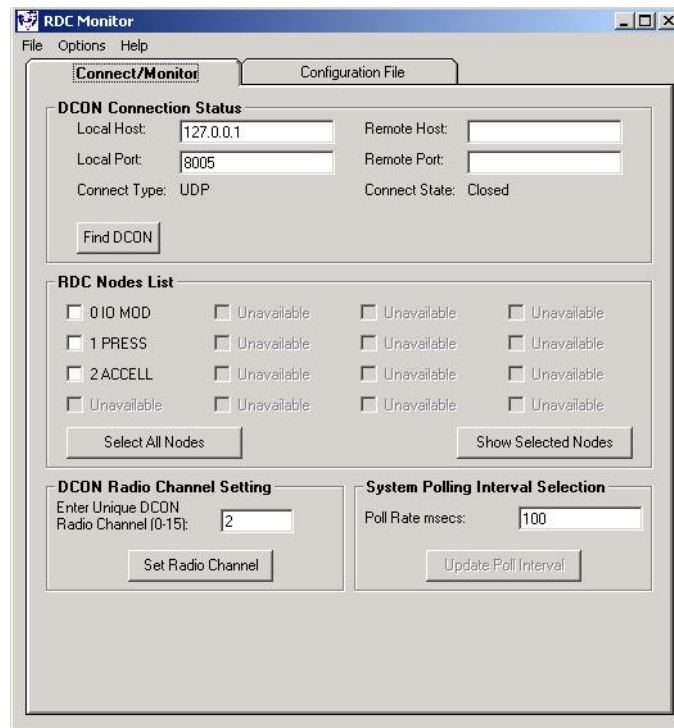 RDC Monitor
File Options Help
Connect/Monitor Configuration File
DCON Connection Status
Local Host: 127.0.0.1 Remote Host:
Local Port: 8005 Remote Port:
Connect Type: UDP Connect State: Closed
Find DCON
RDC Nodes List
0 IO MOD Unavailable Unavailable Unavailable
1 PRESS Unavailable Unavailable Unavailable
2 ACCELL Unavailable Unavailable Unavailable
Unavailable Unavailable Unavailable Unavailable
Select All Nodes Show Selected Nodes
DCON Radio Channel Setting System Polling Interval Selection
Enter Unique DCON
Radio Channel (0-15): 2 Poll Rate msecs: 100
Set Radio Channel Update Poll Interval